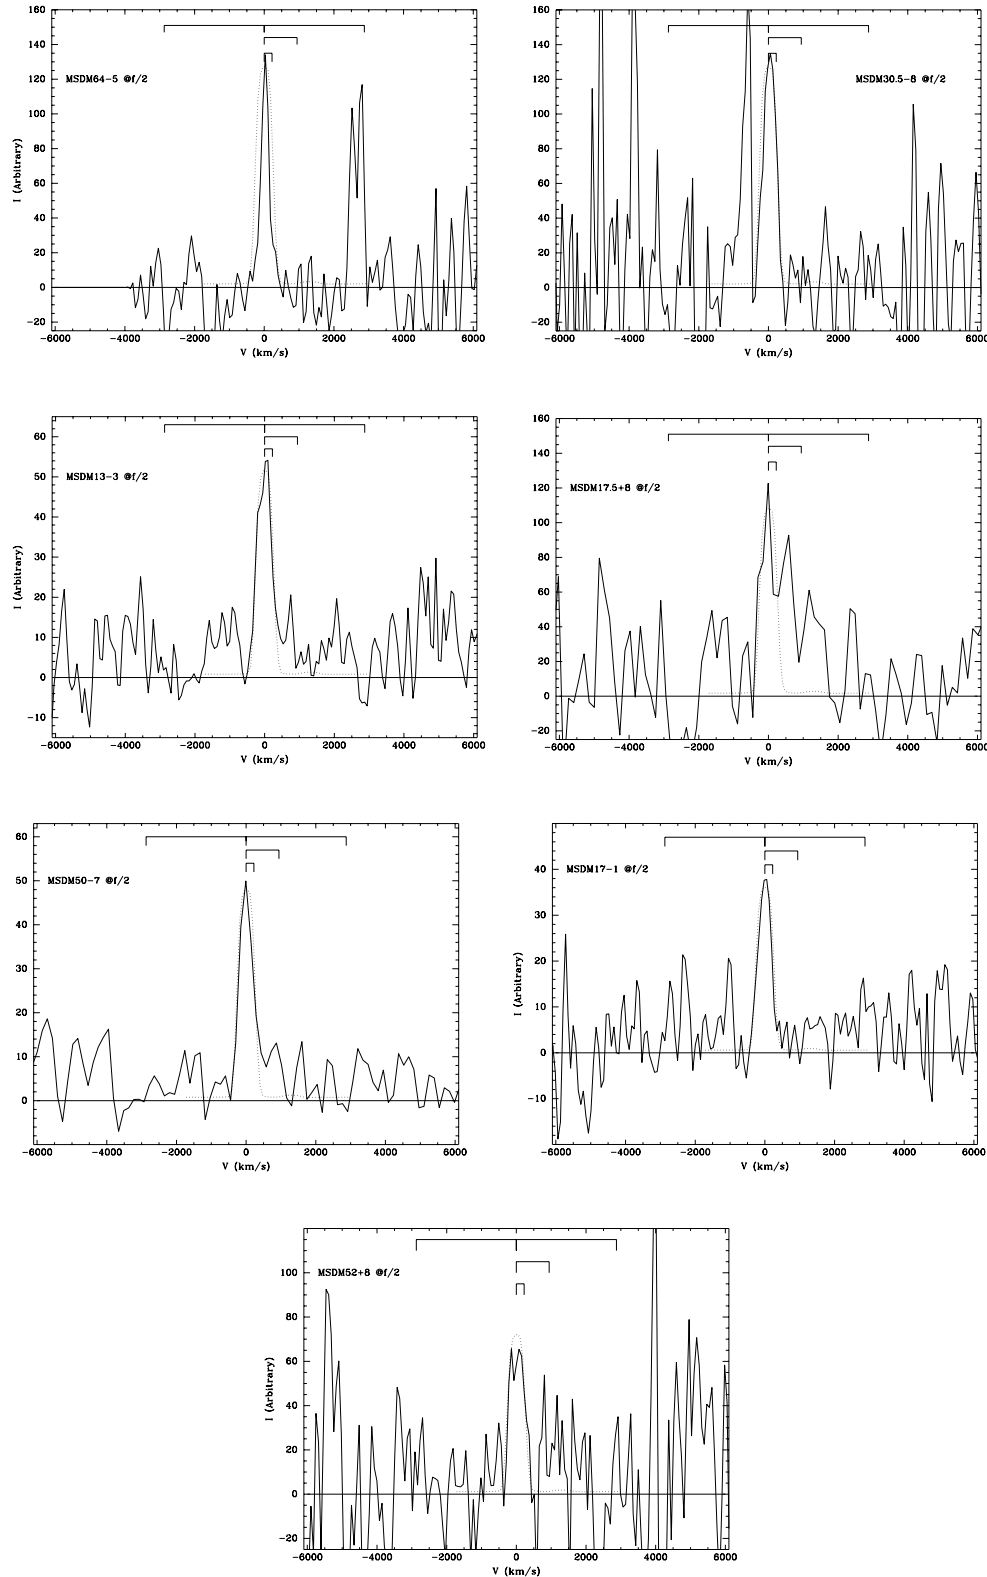 160
140
120
100
80
60
40
20
0
-20
I (Arbitrary)
MSDM64-5 @f/2
-6000 -4000 -2000 0 2000 4000 6000
V (km/s)
160
140
120
100
80
60
40
20
0
-20
MSDM30.5-8 @f/2
-6000 -4000 -2000 0 2000 4000 6000
V (km/s)
60
50
40
30
20
10
0
-10
I (Arbitrary)
MSDM13-3 @f/2
-6000 -4000 -2000 0 2000 4000 6000
V (km/s)
160
140
120
100
80
60
40
20
0
-20
MSDM17.5+8 @f/2
-6000 -4000 -2000 0 2000 4000 6000
V (km/s)
60
50
40
30
20
10
0
MSDM50-7 @f/2
-6000 -4000 -2000 0 2000 4000 6000
V (km/s)
40
30
20
10
0
-10
I (Arbitrary)
MSDM17-1 @f/2
-6000 -4000 -2000 0 2000 4000 6000
V (km/s)
100
80
60
40
20
0
-20
I (Arbitrary)
MSDM52+8 @f/2
-6000 -4000 -2000 0 2000 4000 6000
V (km/s)